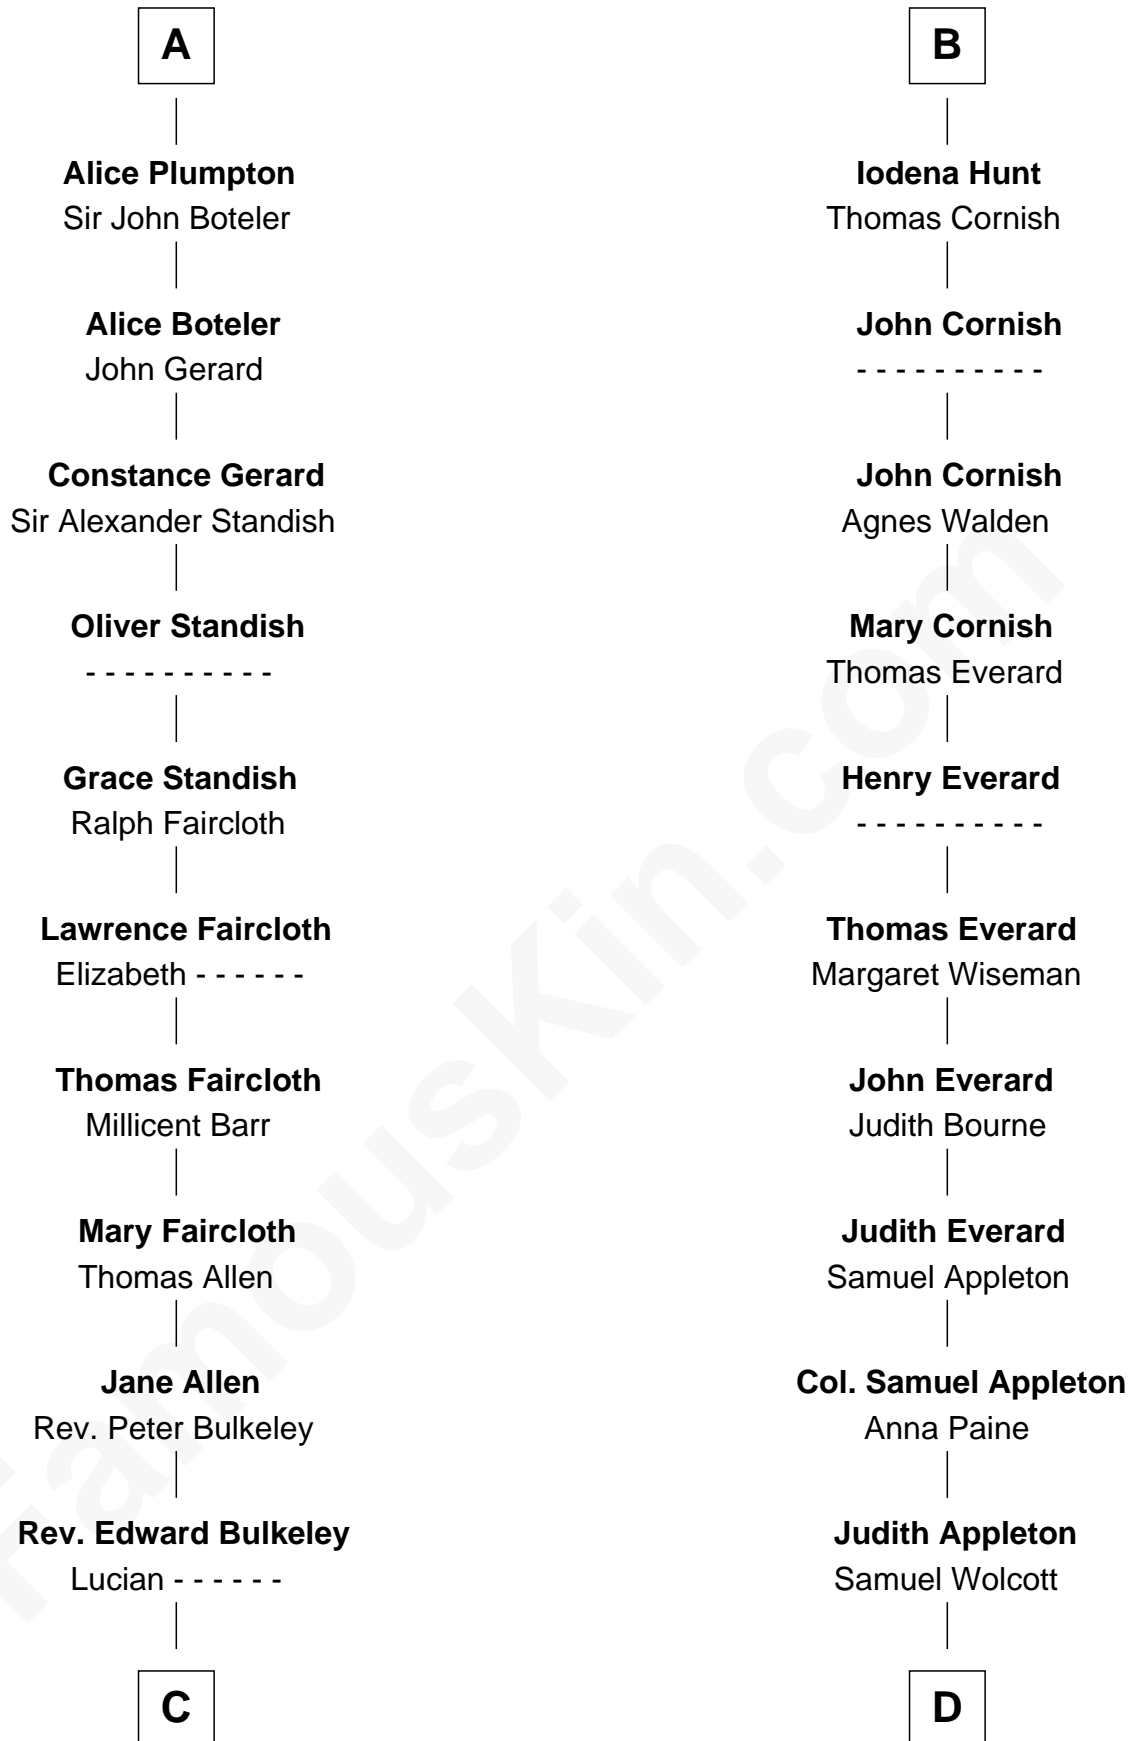 A
Alice Plumpton
Sir John Boteler
Alice Boteler
John Gerard
Constance Gerard
Sir Alexander Standish
Oliver Standish
- - - - - - - - - -
Grace Standish
Ralph Faircloth
Lawrence Faircloth
Elizabeth - - - - - -
Thomas Faircloth
Millicent Barr
Mary Faircloth
Thomas Allen
Jane Allen
Rev. Peter Bulkeley
Rev. Edward Bulkeley
Lucian - - - - - -
C
B
Iodena Hunt
Thomas Cornish
John Cornish
- - - - - - - - - -
John Cornish
Agnes Walden
Mary Cornish
Thomas Everard
Henry Everard
- - - - - - - - - -
Thomas Everard
Margaret Wiseman
John Everard
Judith Bourne
Judith Everard
Samuel Appleton
Col. Samuel Appleton
Anna Paine
Judith Appleton
Samuel Wolcott
D
FamousKin.com